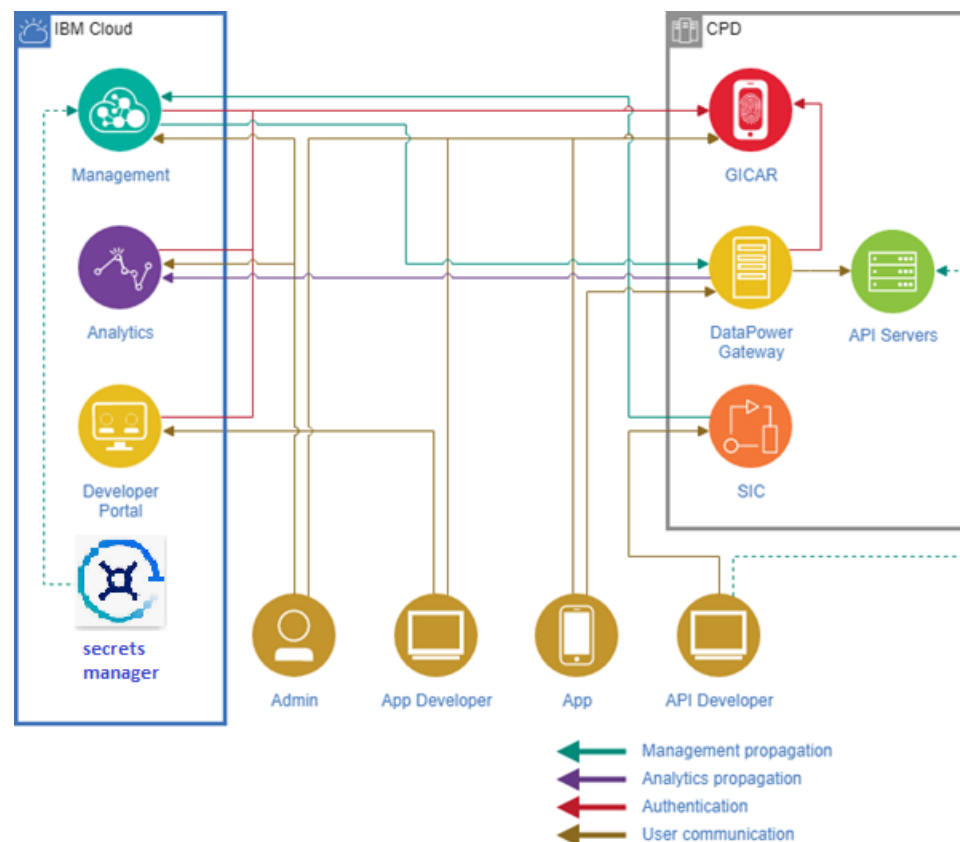 IBM Cloud
CPD
Management
GICAR
Analytics
DataPower
Gateway
API Servers
Developer
Portal
SIC
secrets
manager
Admin
App Developer
App
API Developer
Management propagation
Analytics propagation
Authentication
User communication